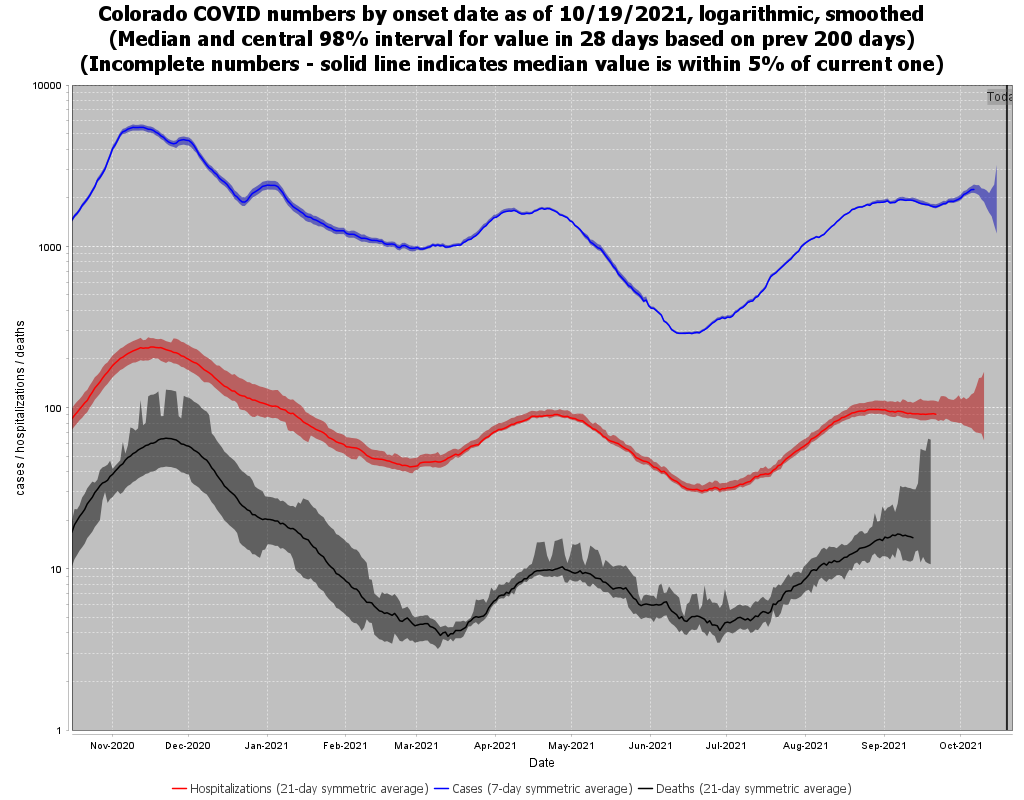 Colorado COVID numbers by onset date as of 10/19/2021, logarithmic, smoothed
(Median and central 98% interval for value in 28 days based on prev 200 days)
(Incomplete numbers - solid line indicates median value is within 5% of current one)
10000
Toda
1000
100
10
1
cases / hospitalizations / deaths
Nov-2020 Dec-2020 Jan-2021 Feb-2021 Mar-2021 Apr-2021 May-2021 Jun-2021 Jul-2021 Aug-2021 Sep-2021 Oct-2021
Date
Hospitalizations (21-day symmetric average) Cases (7-day symmetric average) Deaths (21-day symmetric average)